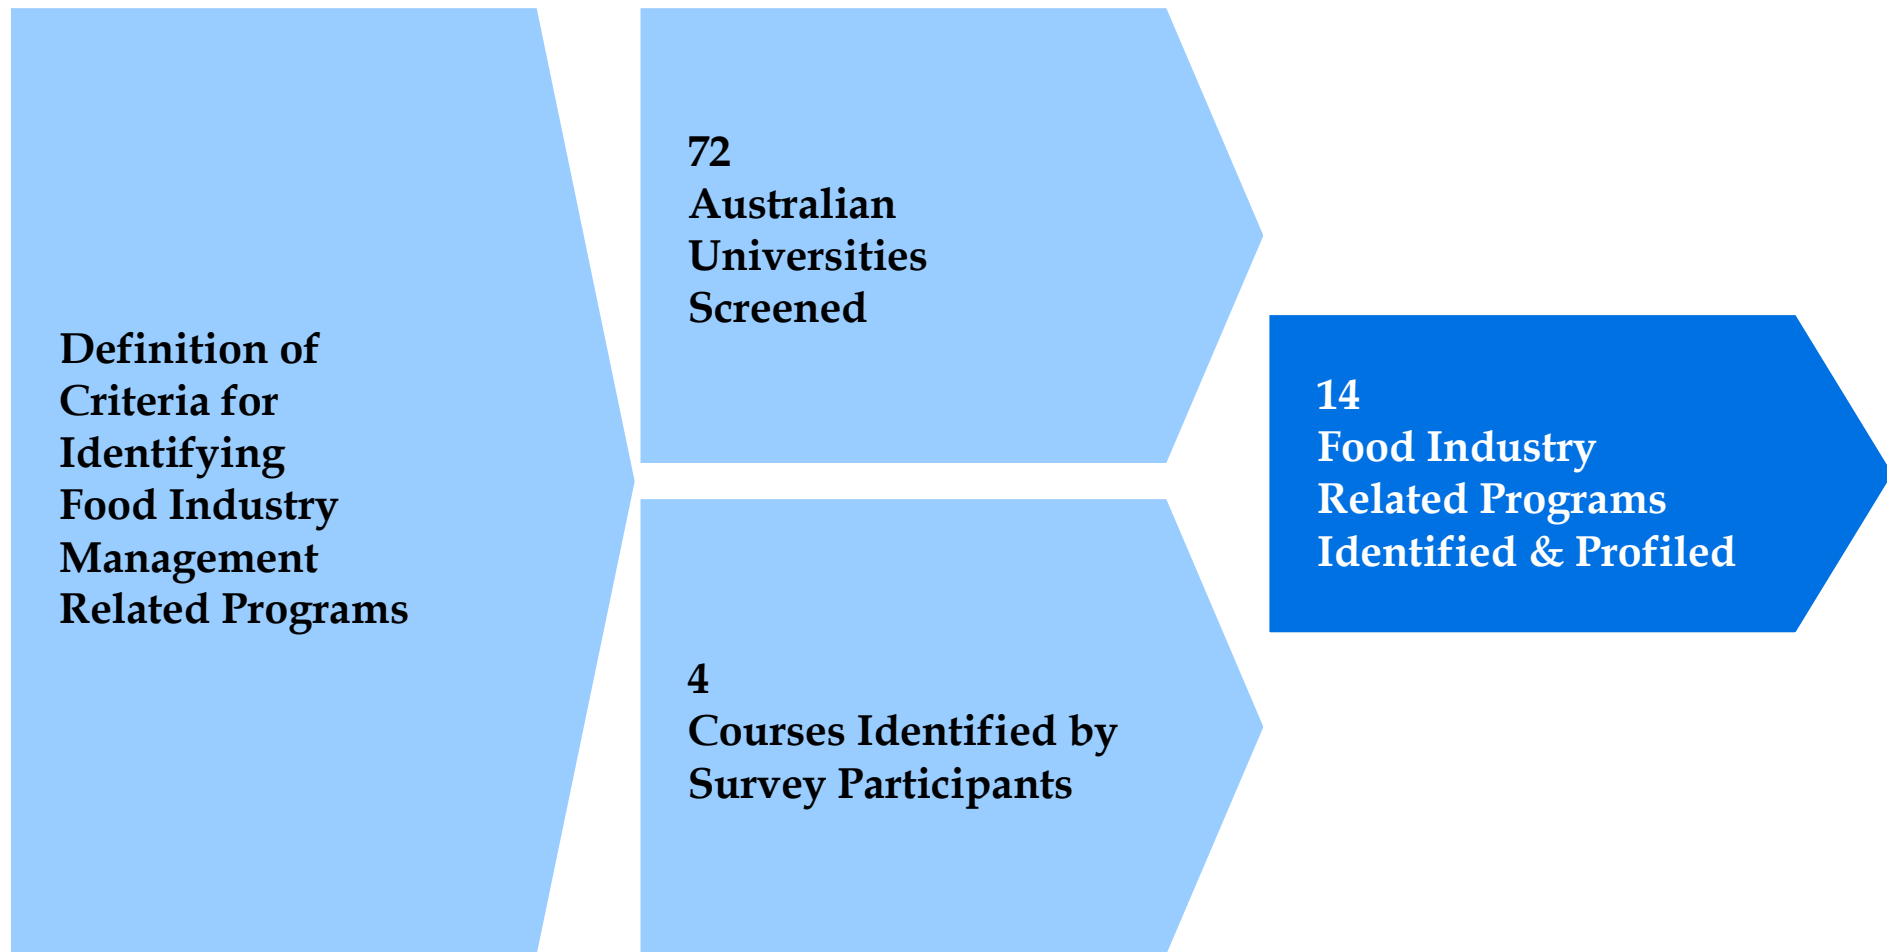 Definition of
Criteria for
Identifying
Food Industry
Management
Related Programs
72
Australian
Universities
Screened
4
Courses Identified by
Survey Participants
14
Food Industry
Related Programs
Identified & Profiled